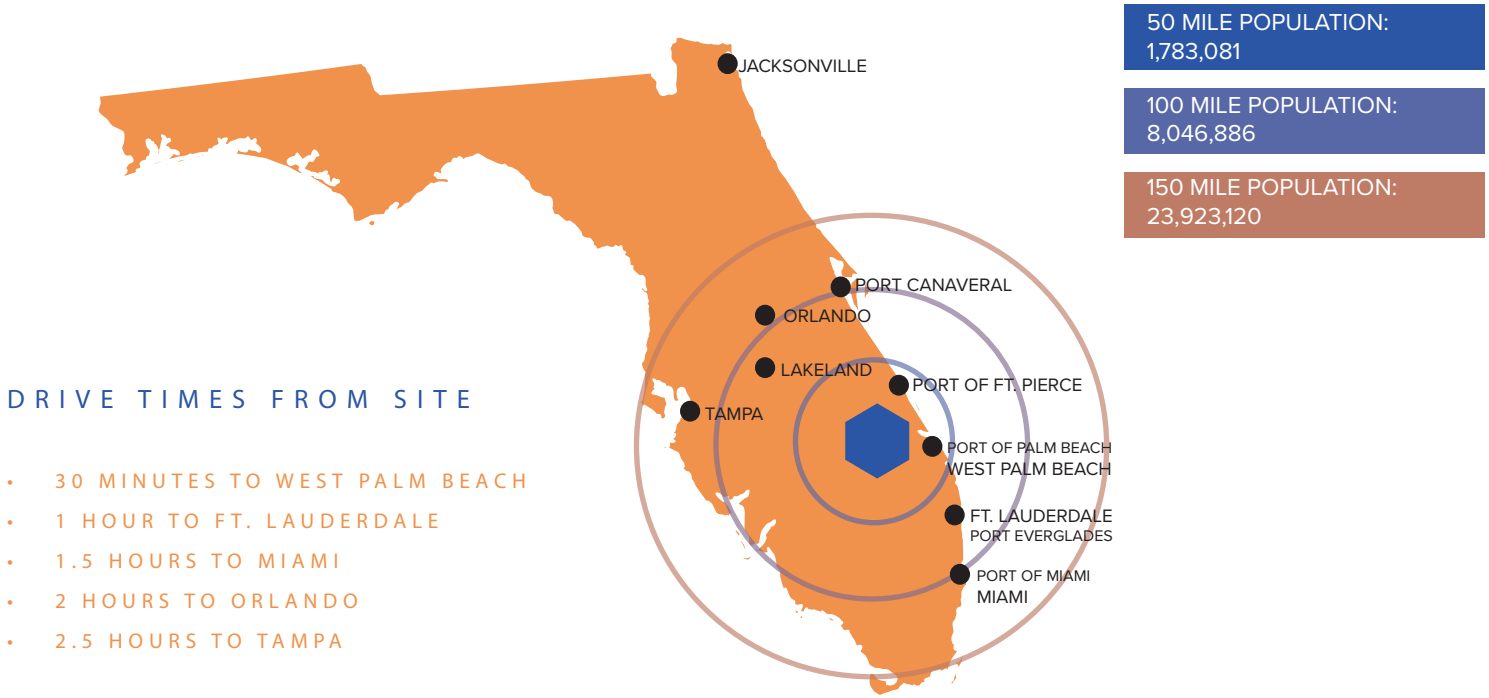 50 MILE POPULATION:
1,783,081
100 MILE POPULATION:
8,046,886
150 MILE POPULATION:
23,923,120
JACKSONVILLE
PORT CANAVERAL
ORLANDO
LAKELAND
PORT OF FT. PIERCE
TAMPA
PORT OF PALM BEACH
WEST PALM BEACH
FT. LAUDERDALE
PORT EVERGLADES
PORT OF MIAMI
MIAMI
DRIVE TIMES FROM SITE
• 30 MINUTES TO WEST PALM BEACH
• 1 HOUR TO FT. LAUDERDALE
• 1.5 HOURS TO MIAMI
• 2 HOURS TO ORLANDO
• 2.5 HOURS TO TAMPA